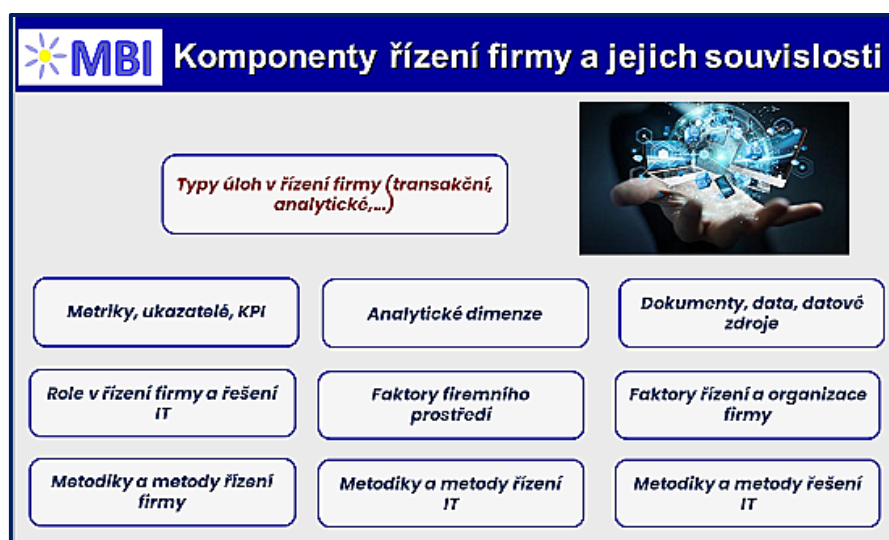 MBI Komponenty řízení firmy a jejich souvislosti
Typy úloh v řízení firmy (transakční,
analytické,...)
Metriky, ukazatelé, KPI
Analytické dimenze
Dokumenty, data, datové
zdroje
Role v řízení firmy a řešení
IT
Faktory firemního
prostředí
Faktory řízení a organizace
firmy
Metodiky a metody řízení
firmy
Metodiky a metody řízení
IT
Metodiky a metody řešení
IT